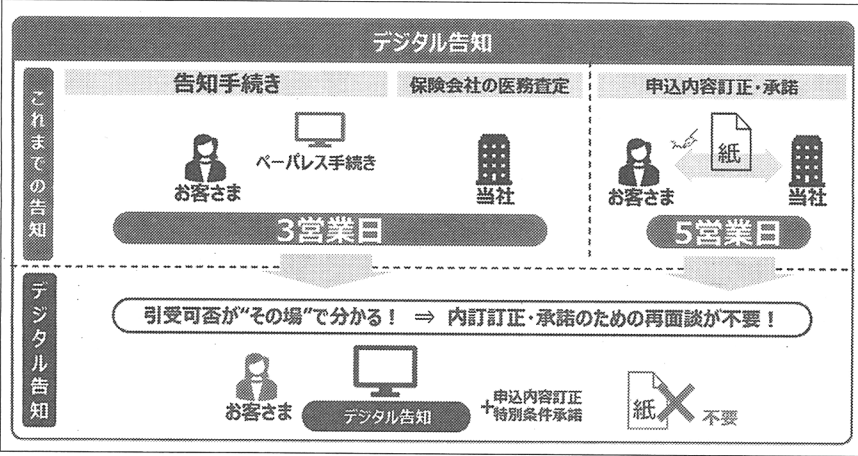 デジタル告知
これまでの告知
告知手続き
保険会社の医務査定
申込内容訂正・承諾
お客さま
ペーパレス手続き
当社
紙
お客さま
当社
3営業日
5営業日
デジタル告知
引受可否が“その場”で分かる! ⇒ 内訂訂正・承諾のための再面談が不要!
お客さま
デジタル告知
+申込内容訂正
特別条件承諾
紙
不要